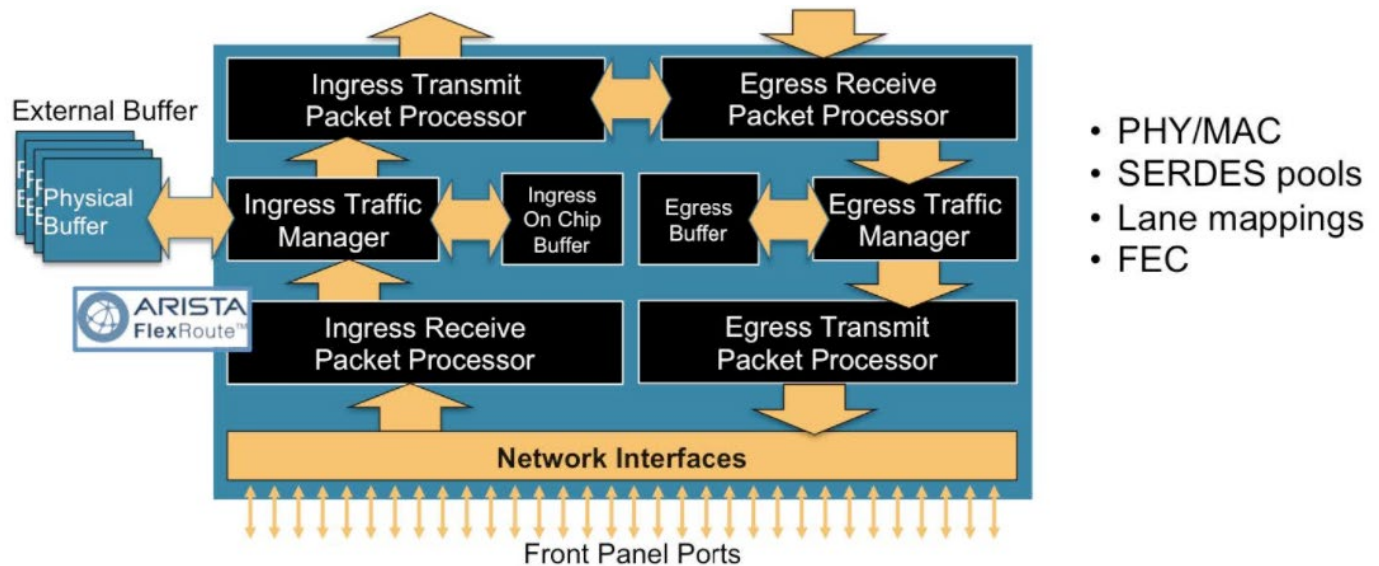 Ingress Transmit
Packet Processor
Egress Receive
Packet Processor
External Buffer
Physical
Buffer
Ingress Traffic
Manager
Ingress
On Chip
Buffer
Egress
Buffer
Egress Traffic
Manager
ARISTA
FlexRoute™
Ingress Receive
Packet Processor
Egress Transmit
Packet Processor
Network Interfaces
Front Panel Ports
• PHY/MAC
• SERDES pools
• Lane mappings
• FEC